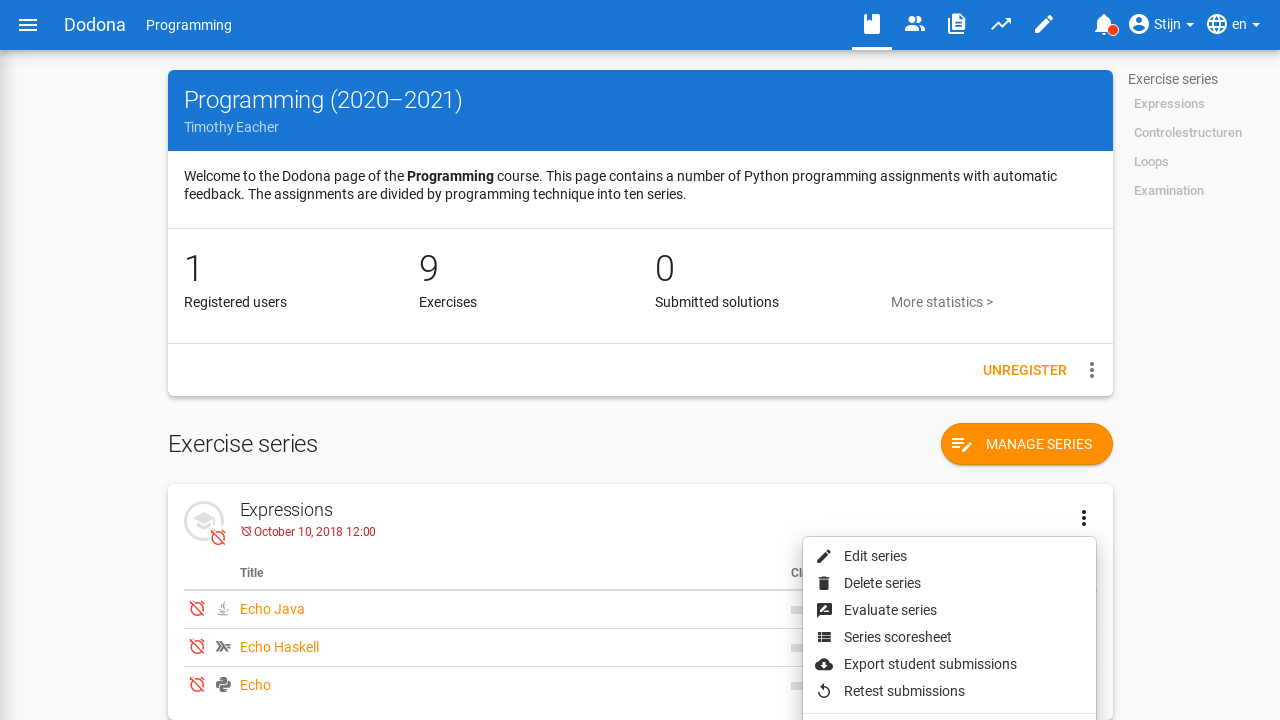 Dodona
Programming
Stijn
en
Programming (2020–2021)
Timothy Eacher
Welcome to the Dodona page of the Programming course. This page contains a number of Python programming assignments with automatic
feedback. The assignments are divided by programming technique into ten series.
1
Registered users
9
Exercises
0
Submitted solutions
More statistics >
UNREGISTER
Exercise series
Expressions
Controlestructuren
Loops
Examination
Exercise series
MANAGE SERIES
Expressions
October 10, 2018 12:00
Title
Echo Java
Echo Haskell
Echo
Edit series
Delete series
Evaluate series
Series scoresheet
Export student submissions
Retest submissions